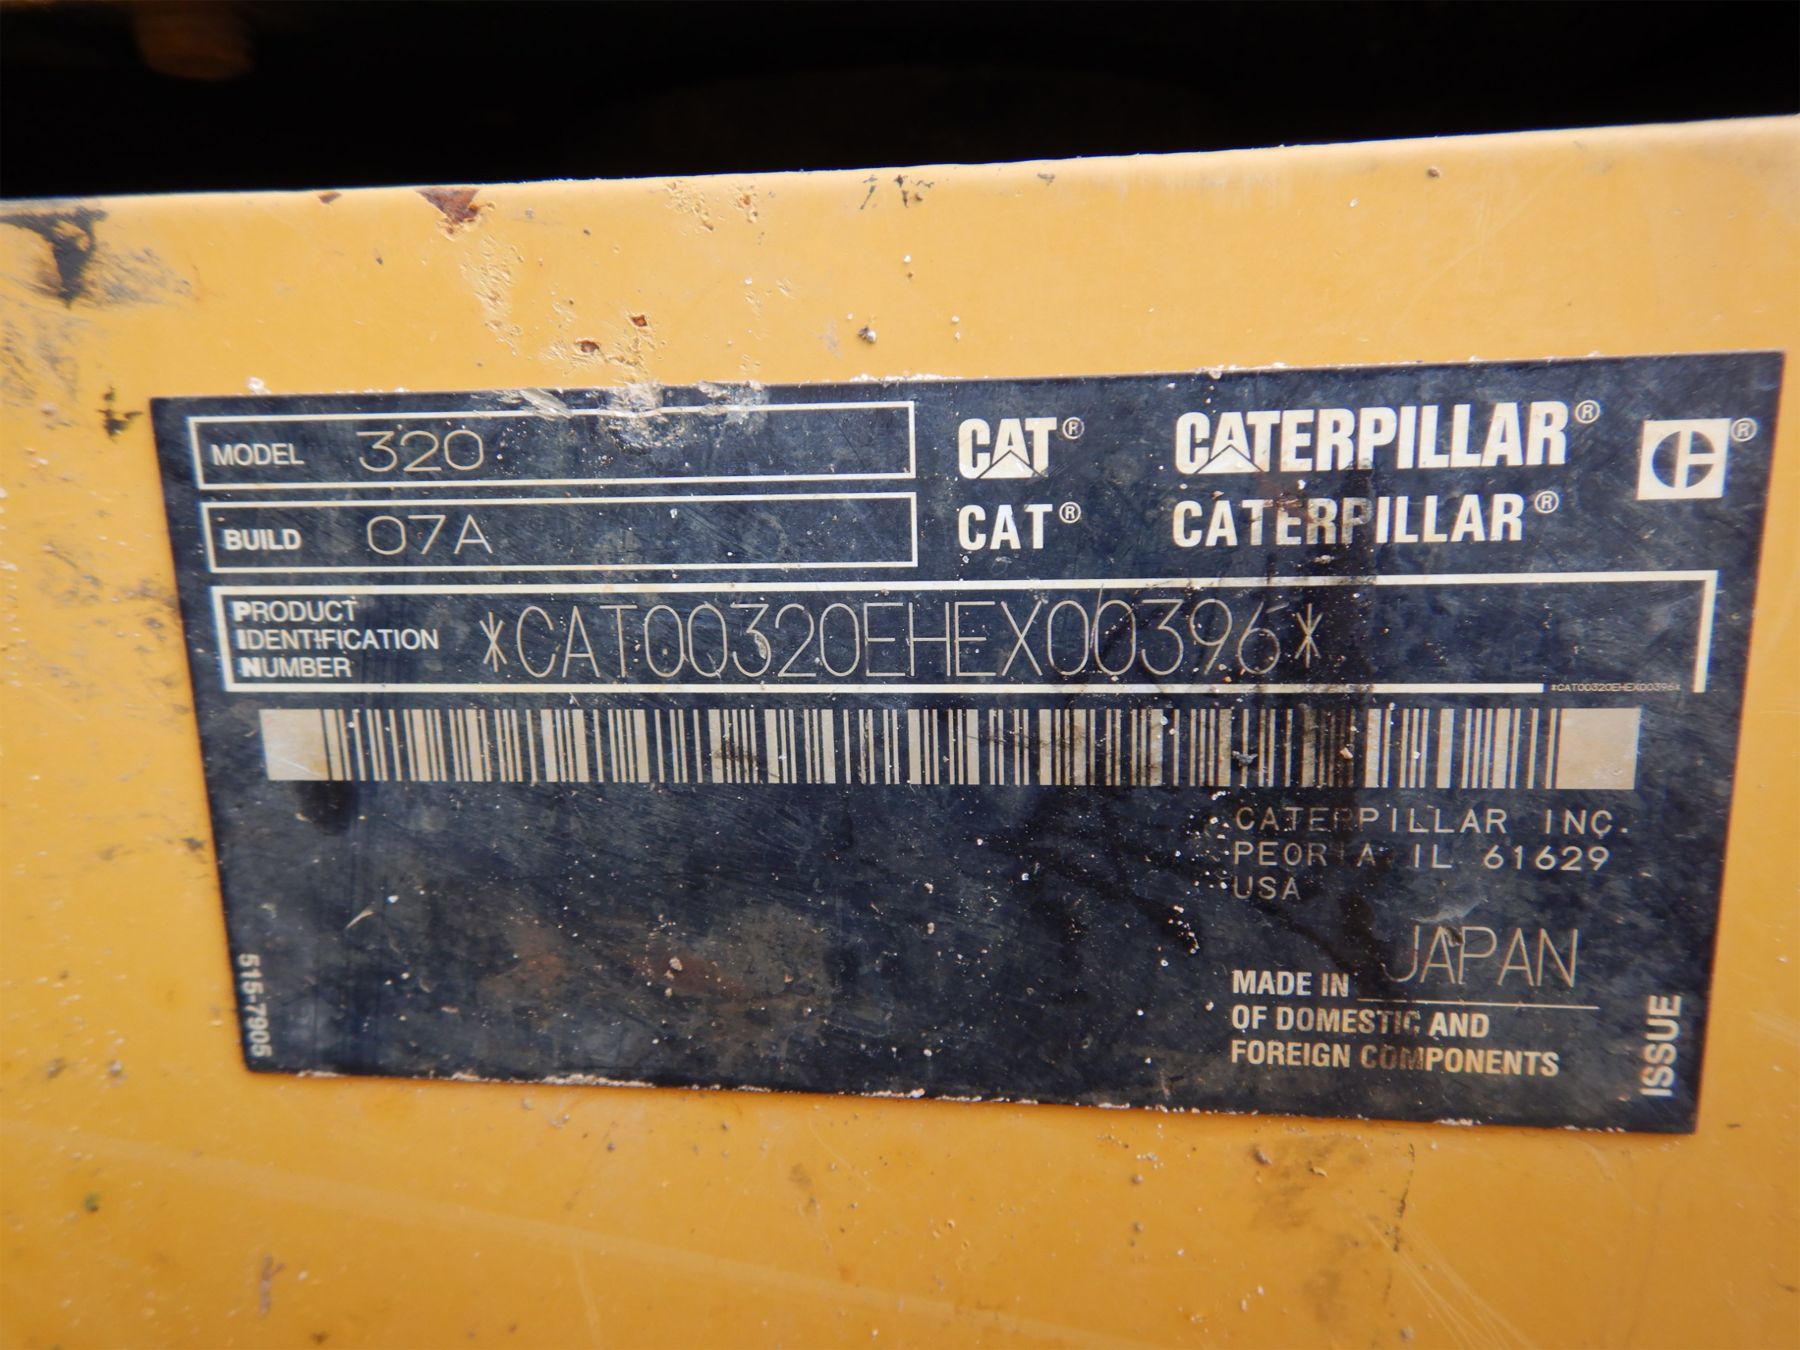 MODEL 320
BUILD 07A
CAT® CATERPILLAR® ®
CAT® CATERPILLAR®
PRODUCT
IDENTIFICATION
NUMBER
*CAT00320EHEX00396*
*CAT00320EHEX00396*
CATERPILLAR INC.
PEORIA IL 61629
USA
MADE IN JAPAN
OF DOMESTIC AND
FOREIGN COMPONENTS
515-7905
ISSUE